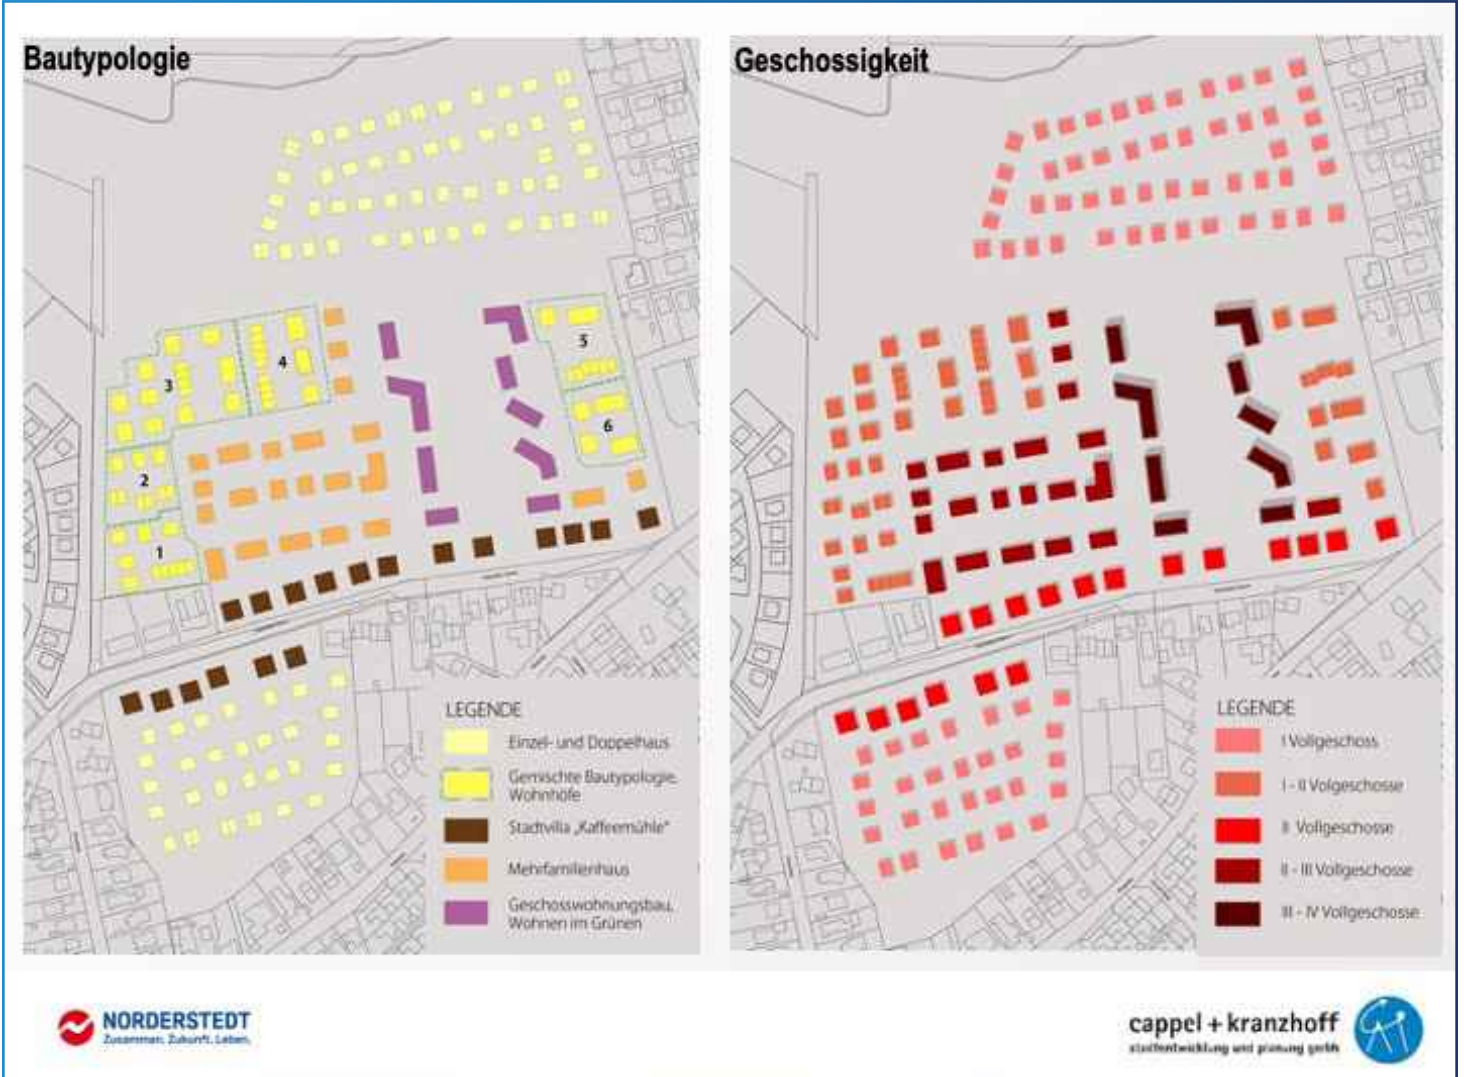 Bautypologie
5
4
3
6
2
1
LEGENDE
Einzel- und Doppelhaus
Gemischte Bautypologie,
Wohnhöfe
Stadtvilla „Kaffeemühle"
Mehrfamilienhaus
Geschosswohnungsbau,
Wohnen im Grünen
Geschossigkeit
LEGENDE
I Vollgeschoss
I - II Volgeschosse
II Vollgeschosse
II - III Vollgeschosse
III - IV Vollgeschosse
NORDERSTEDT
Zusammen. Zukunft. Leben.
cappel + kranzhoff
stadtentwicklung und planung gmbh